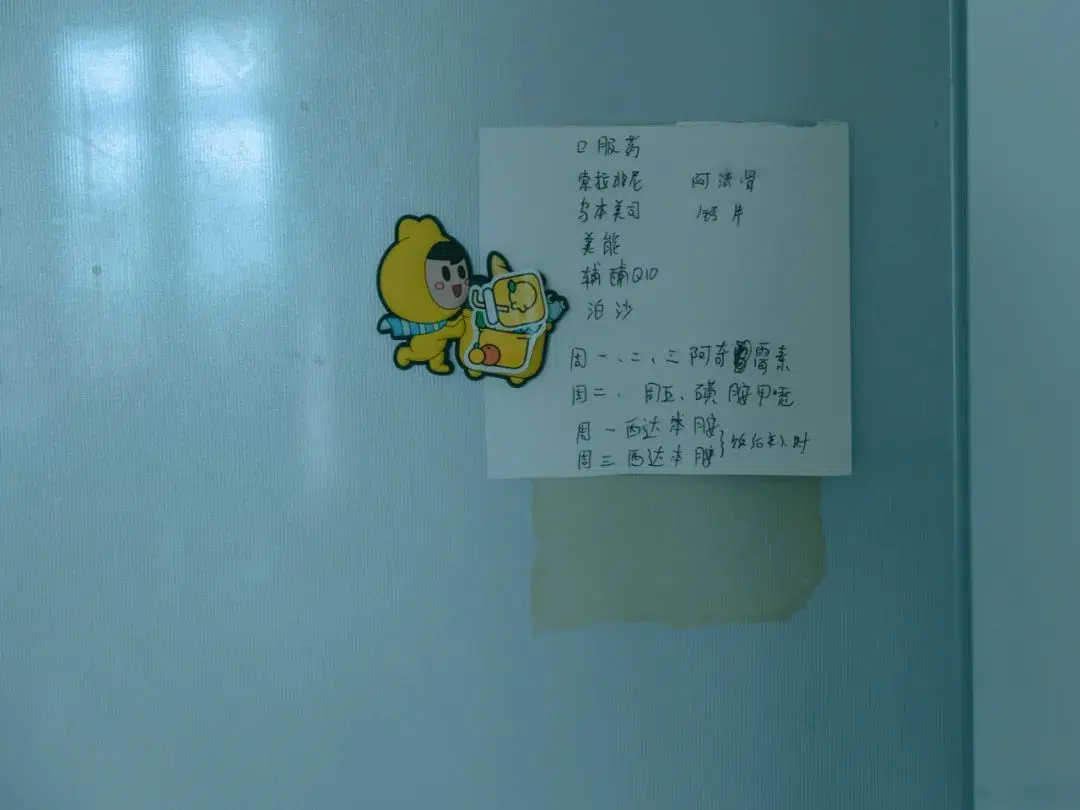 口服药
索拉非尼 阿法骨
乌本美司 钙片
美能
辅酶Q10
泊沙
周一、二、三阿奇霉素
周二、周五、磺胺甲噁
周一西达本胺
周三西达本胺
饭后半小时